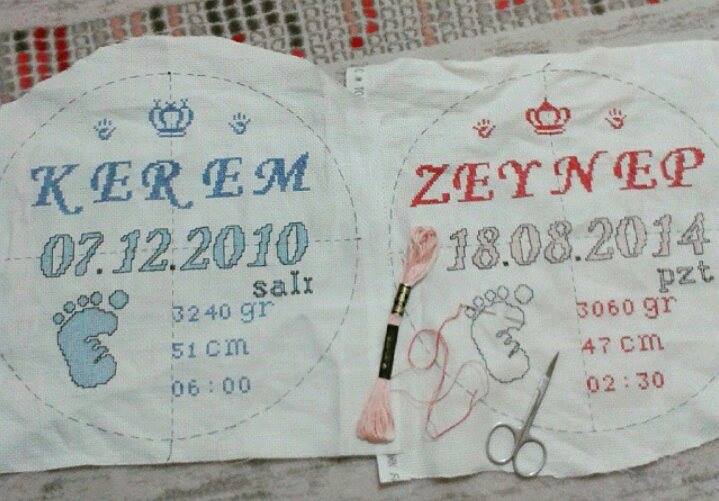 KEREM
07.12.2010
salı
3240 gr
51 cm
06:00
ZEYNEP
18.08.2014
pzt
3060 gr
47 cm
02:30